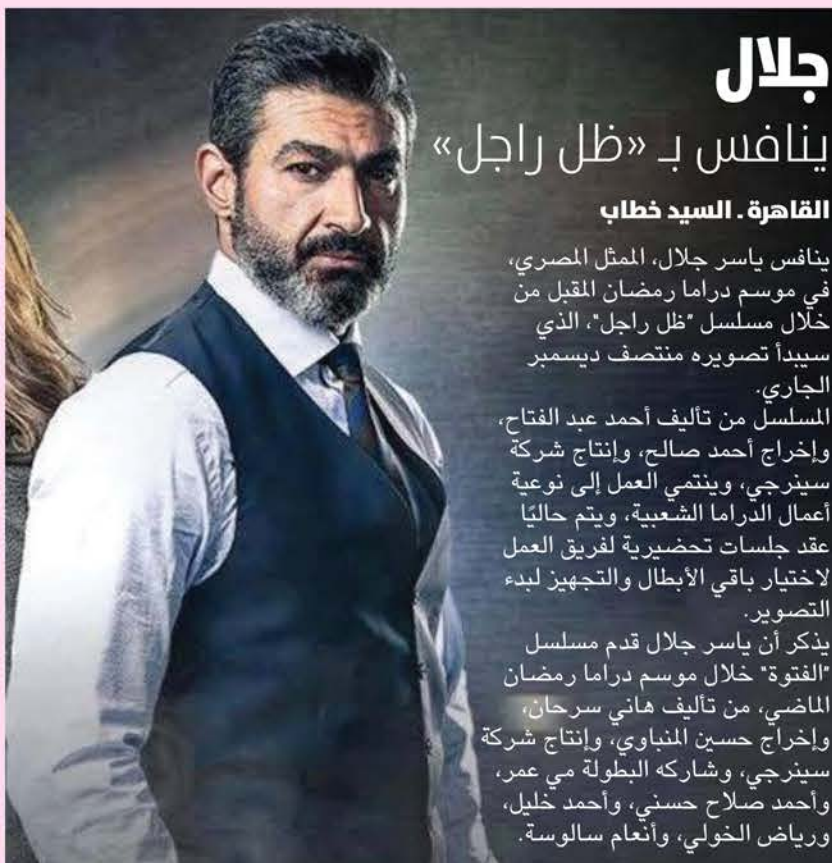 جلال
ينافس بـ «ظل راجل»
القاهرة ـ السيد خطاب
ينافس ياسر جلال، الممثل المصري،
في موسم دراما رمضان المقبل من
خلال مسلسل "ظل راجل"، الذي
سيبدأ تصويره منتصف ديسمبر
الجاري.
المسلسل من تأليف أحمد عبد الفتاح،
وإخراج أحمد صالح، وإنتاج شركة
سينرجي، وينتمي العمل إلى نوعية
أعمال الدراما الشعبية، ويتم حاليًا
عقد جلسات تحضيرية لفريق العمل
لاختيار باقي الأبطال والتجهيز لبدء
التصوير.
يذكر أن ياسر جلال قدم مسلسل
"الفتوة" خلال موسم دراما رمضان
الماضي، من تأليف هاني سرحان،
وإخراج حسين المنباوي، وإنتاج شركة
سينرجي، وشاركه البطولة مي عمر،
وأحمد صلاح حسني، وأحمد خليل،
ورياض الخولي، وأنعام سالوسة.